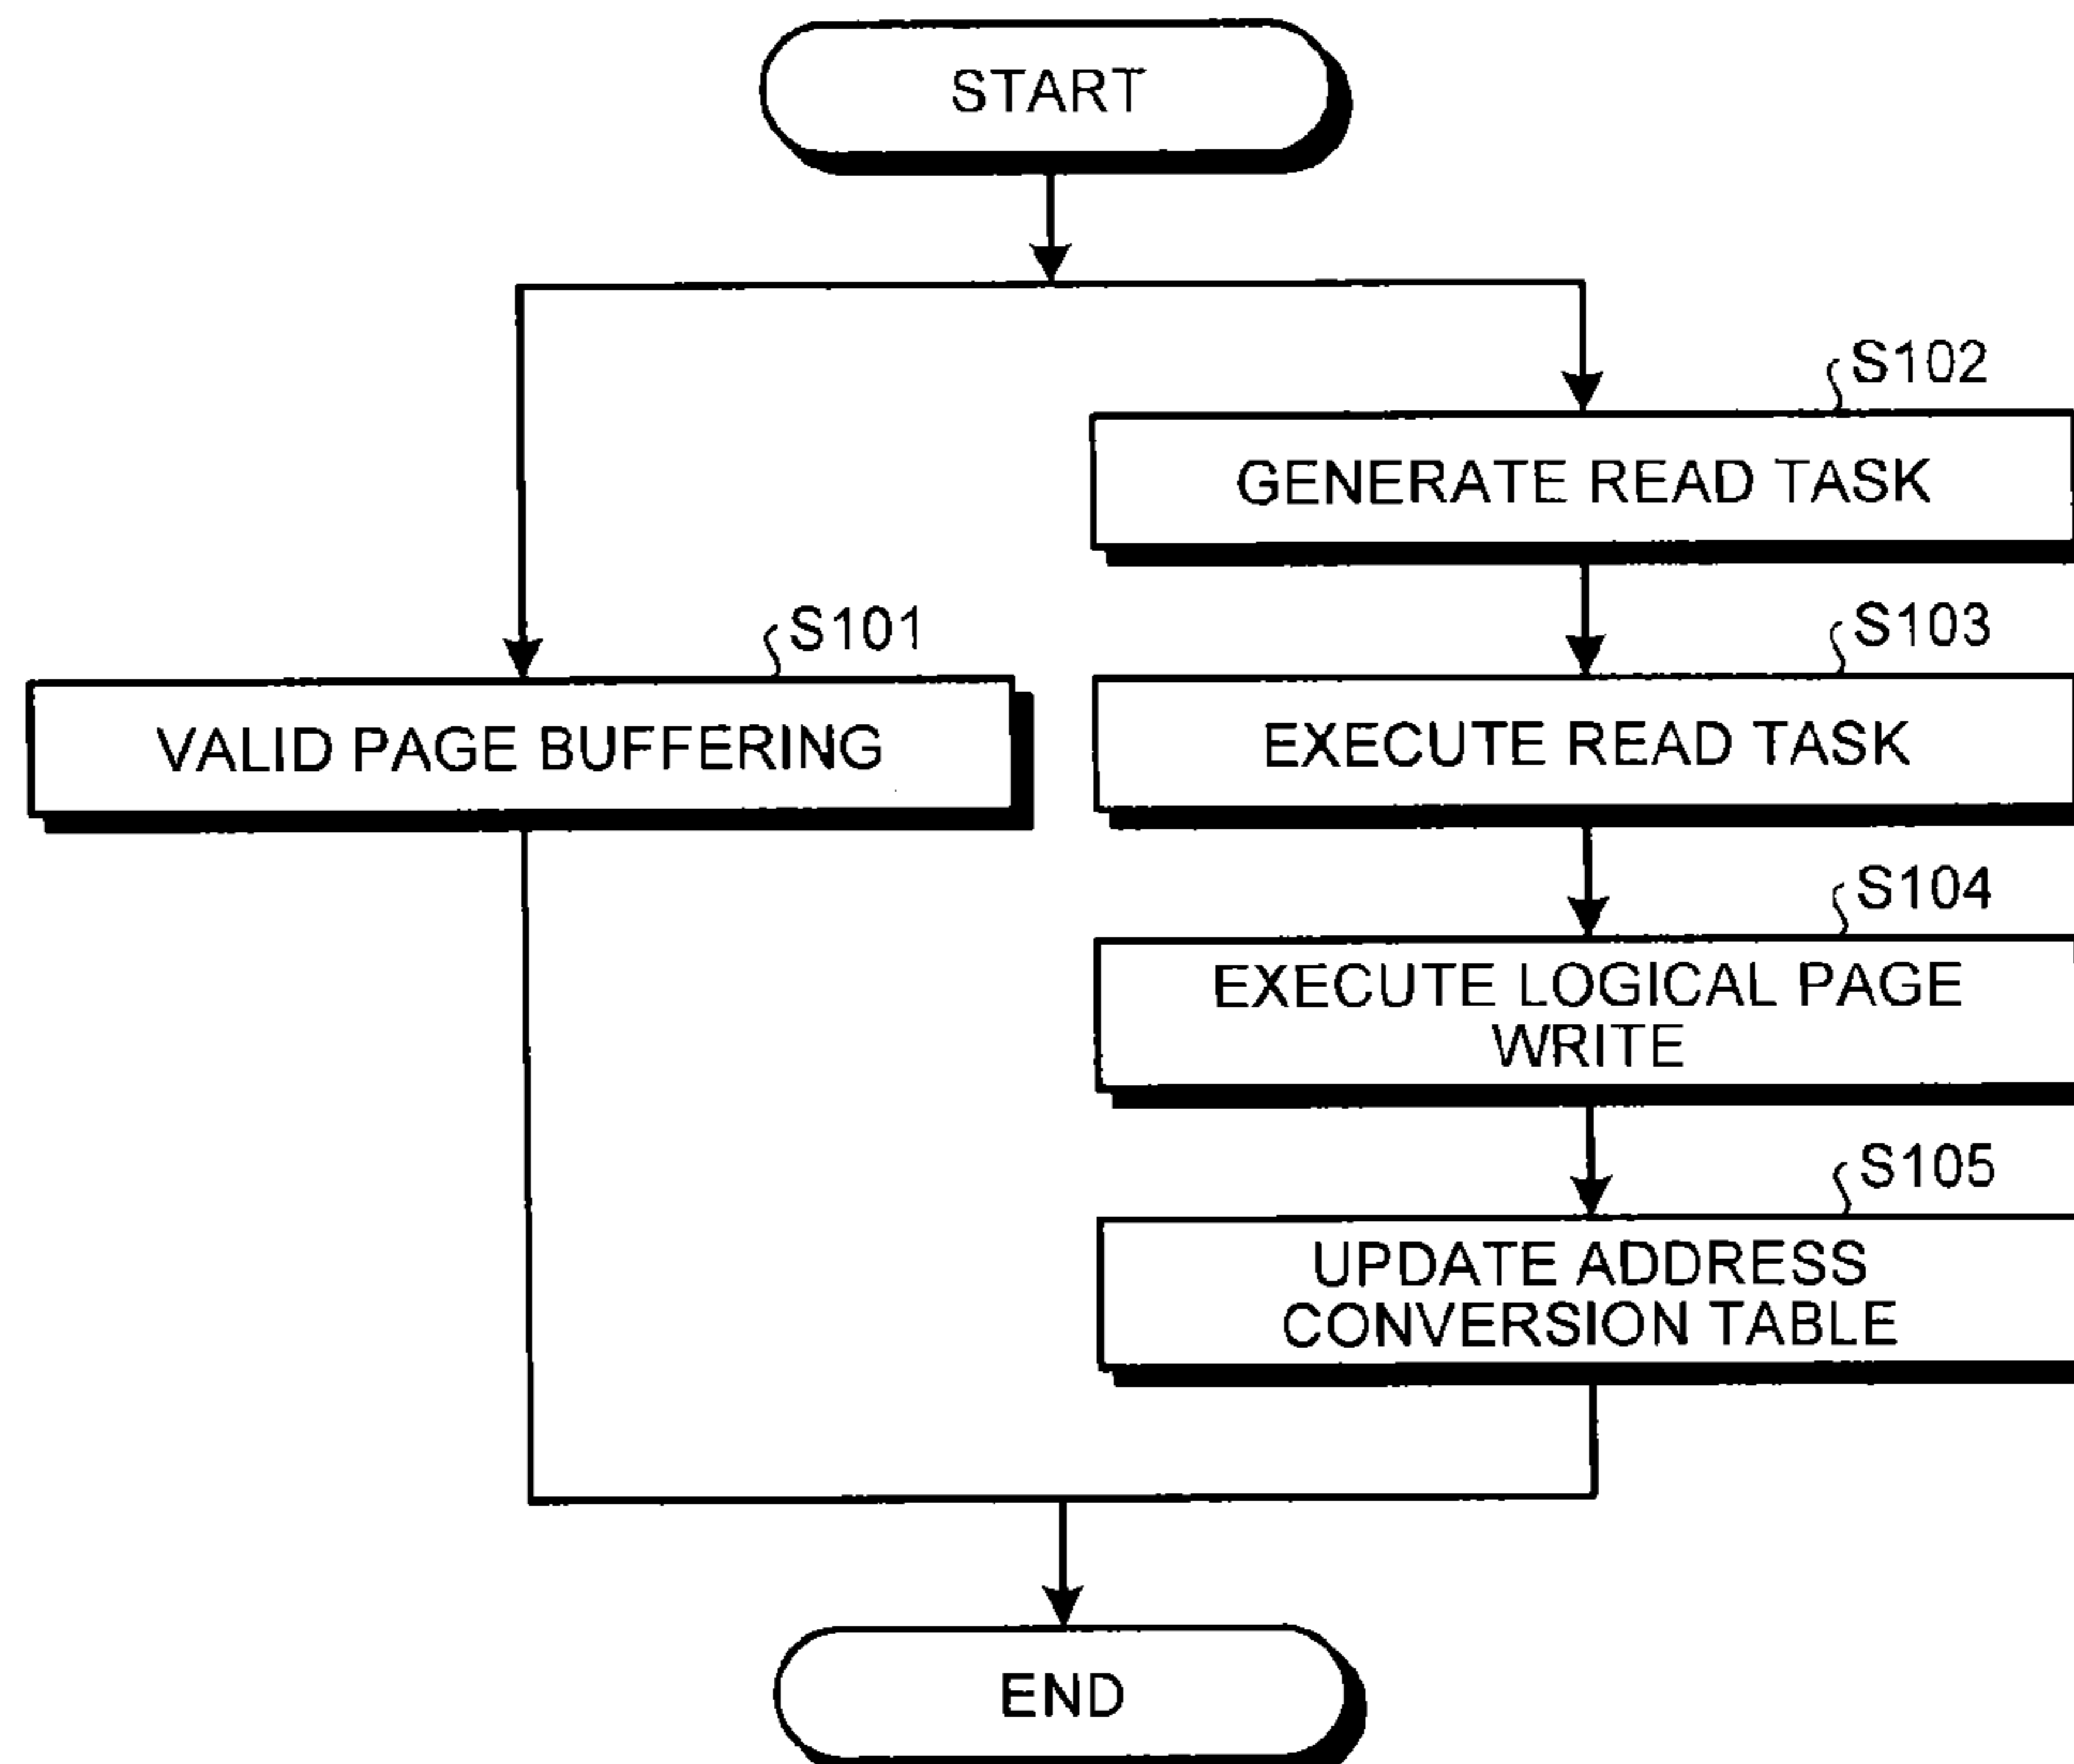 START
S102
GENERATE READ TASK
S101
S103
VALID PAGE BUFFERING
EXECUTE READ TASK
S104
EXECUTE LOGICAL PAGE
WRITE
S105
UPDATE ADDRESS
CONVERSION TABLE
END